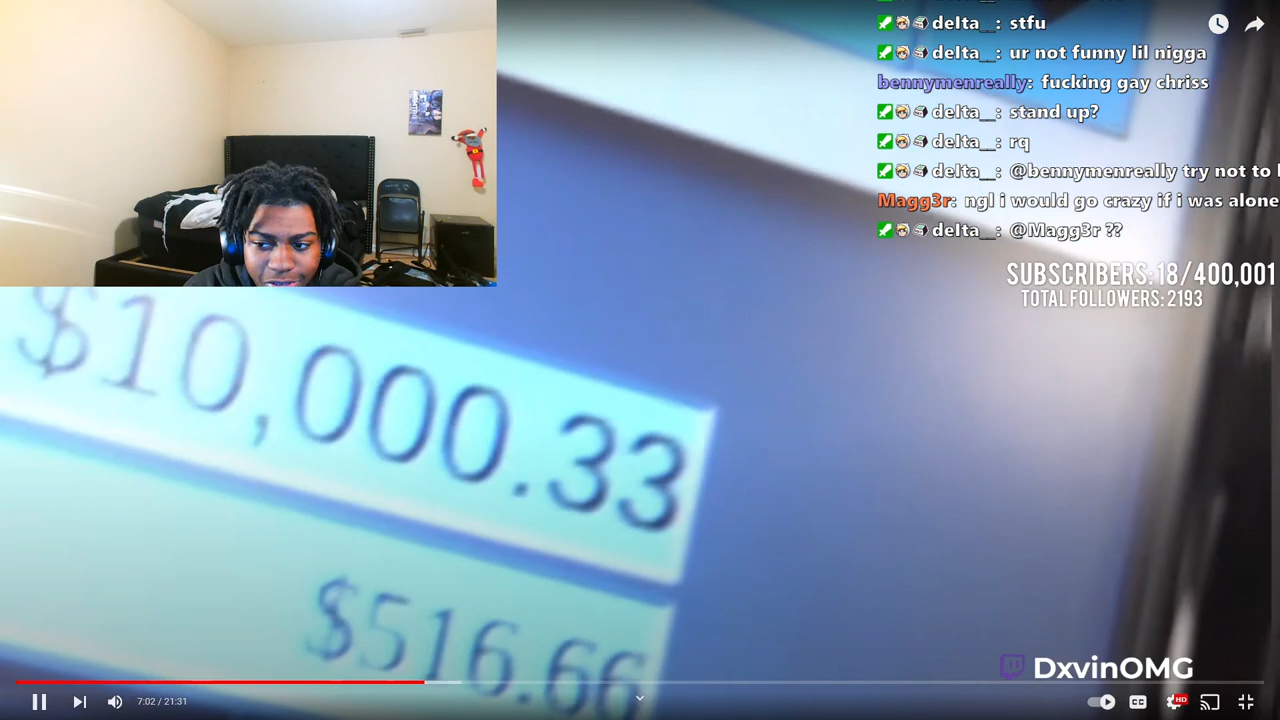 delta__: stfu
delta__: ur not funny lil nigga
bennymenreally: fucking gay chriss
delta__: stand up?
delta__: rq
delta__: @bennymenreally try not to
Magg3r: ngl i would go crazy if i was alone
delta__: @Magg3r ??
SUBSCRIBERS: 18/400,001
TOTAL FOLLOWERS: 2193
$10,000.33
$516.66
DxvinOMG
7:02 / 21:31
CC
HD